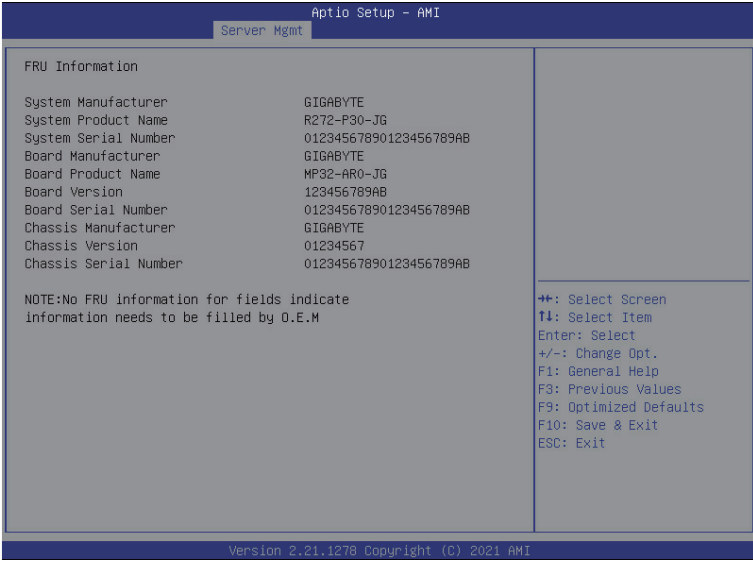 Aptio Setup – AMI
Server Mgmt
FRU Information
System Manufacturer GIGABYTE
System Product Name R272-P30-JG
System Serial Number 01234567890123456789AB
Board Manufacturer GIGABYTE
Board Product Name MP32-AR0-JG
Board Version 123456789AB
Board Serial Number 01234567890123456789AB
Chassis Manufacturer GIGABYTE
Chassis Version 01234567
Chassis Serial Number 01234567890123456789AB
NOTE:No FRU information for fields indicate
information needs to be filled by O.E.M
→←: Select Screen
↑↓: Select Item
Enter: Select
+/-: Change Opt.
F1: General Help
F3: Previous Values
F9: Optimized Defaults
F10: Save & Exit
ESC: Exit
Version 2.21.1278 Copyright (C) 2021 AMI